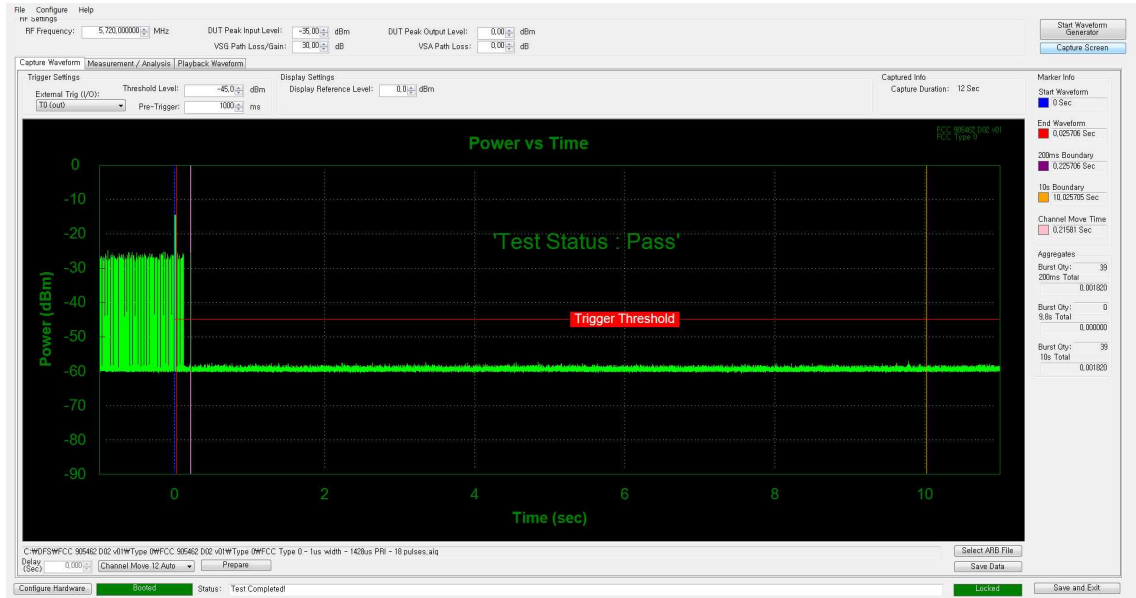 File Configure Help
RF Settings
RF Frequency: 5,720,000000 MHz DUT Peak Input Level: -35,00 dBm DUT Peak Output Level: 0,00 dBm
VSG Path Loss/Gain: 30,00 dB VSA Path Loss: 0,00 dB
Start Waveform Generator
Capture Screen
Capture Waveform Measurement / Analysis Playback Waveform
Trigger Settings
External Trig (I/O):
T0 (out)
Threshold Level: -45,0 dBm
Pre-Trigger: 1000 ms
Display Settings
Display Reference Level: 0,0 dBm
Captured Info
Capture Duration: 12 Sec
Power vs Time
FCC 905462 D02 v01
FCC Type 0
0
-10
-20
-30
-40
-50
-60
-70
-80
-90
Power (dBm)
'Test Status : Pass'
Trigger Threshold
0 2 4 6 8 10
Time (sec)
Marker Info
Start Waveform
0 Sec
End Waveform
0,025706 Sec
200ms Boundary
0,225706 Sec
10s Boundary
10,025705 Sec
Channel Move Time
0,21581 Sec
Aggregates
Burst Qty: 39
200ms Total
0,001820
Burst Qty: 0
9,8s Total
0,000000
Burst Qty: 39
10s Total
0,001820
C:₩DFS₩FCC 905462 D02 v01₩Type 0₩FCC 905462 D02 v01₩Type 0₩FCC Type 0 - 1us width - 1428us PRI - 18 pulses,aiq
Select ARB File
Delay (Sec) 0,000 Channel Move 12 Auto Prepare
Save Data
Configure Hardware Booted Status: Test Completed! Locked Save and Exit